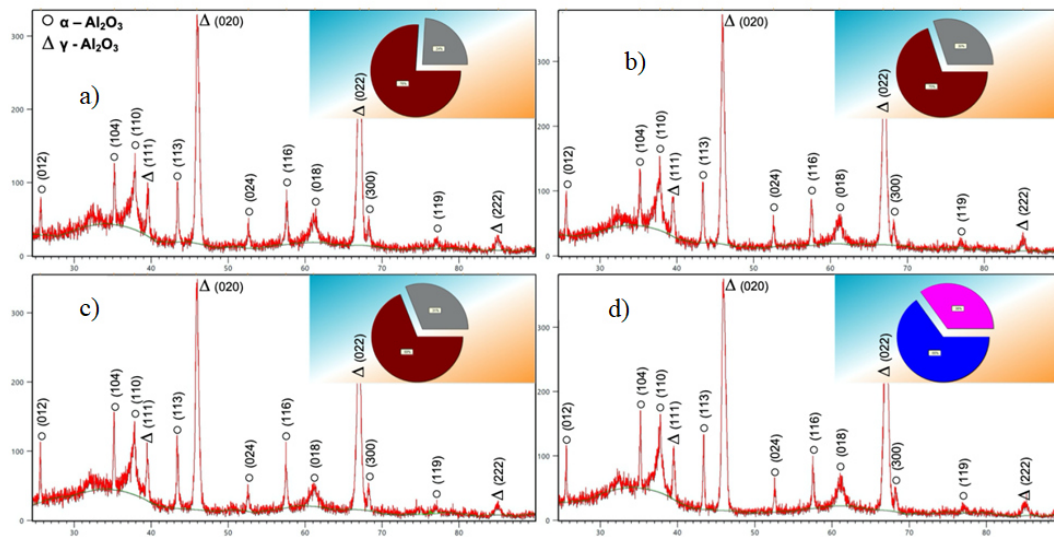 ○ α – Al₂O₃
Δ γ - Al₂O₃
a)
300
200
100
0
(012)
(104)
(110)
Δ (111)
(113)
Δ (020)
(024)
(116)
(018)
Δ (022)
(300)
(119)
Δ (222)
30 40 50 60 70 80
b)
300
200
100
0
(012)
(104)
(110)
Δ (111)
(113)
Δ (020)
(024)
(116)
(018)
Δ (022)
(300)
(119)
Δ (222)
30 40 50 60 70 80
c)
300
200
100
0
(012)
(104)
(110)
Δ (111)
(113)
Δ (020)
(024)
(116)
(018)
Δ (022)
(300)
(119)
Δ (222)
30 40 50 60 70 80
d)
300
200
100
0
(012)
(104)
(110)
Δ (111)
(113)
Δ (020)
(024)
(116)
(018)
Δ (022)
(300)
(119)
Δ (222)
30 40 50 60 70 80